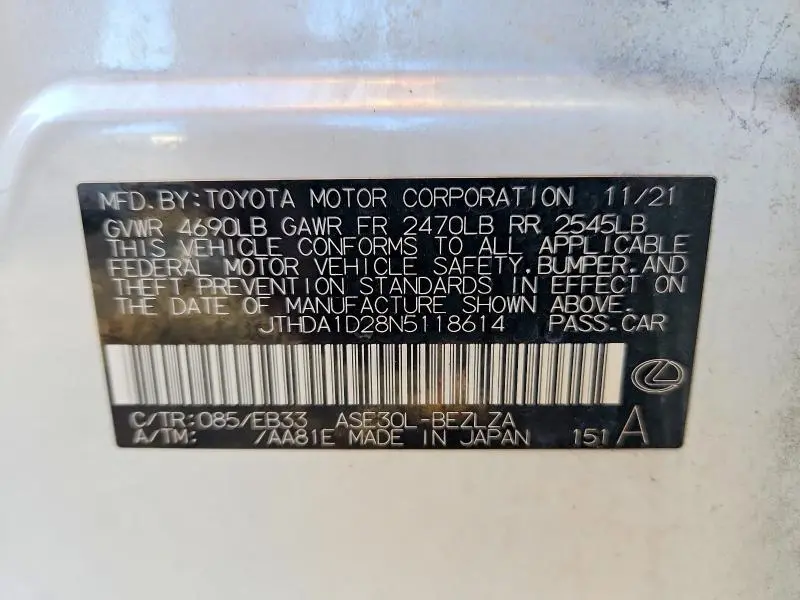 MFD.BY:TOYOTA MOTOR CORPORATION 11/21
GVWR 4690LB GAWR FR 2470LB RR 2545LB
THIS VEHICLE CONFORMS TO ALL APPLICABLE
FEDERAL MOTOR VEHICLE SAFETY,BUMPER,AND
THEFT PREVENTION STANDARDS IN EFFECT ON
THE DATE OF MANUFACTURE SHOWN ABOVE.
JTHDA1D28N5118614 PASS.CAR
C/TR:085/EB33 ASE30L-BEZLZA
A/TM: /AA81E MADE IN JAPAN 151 A